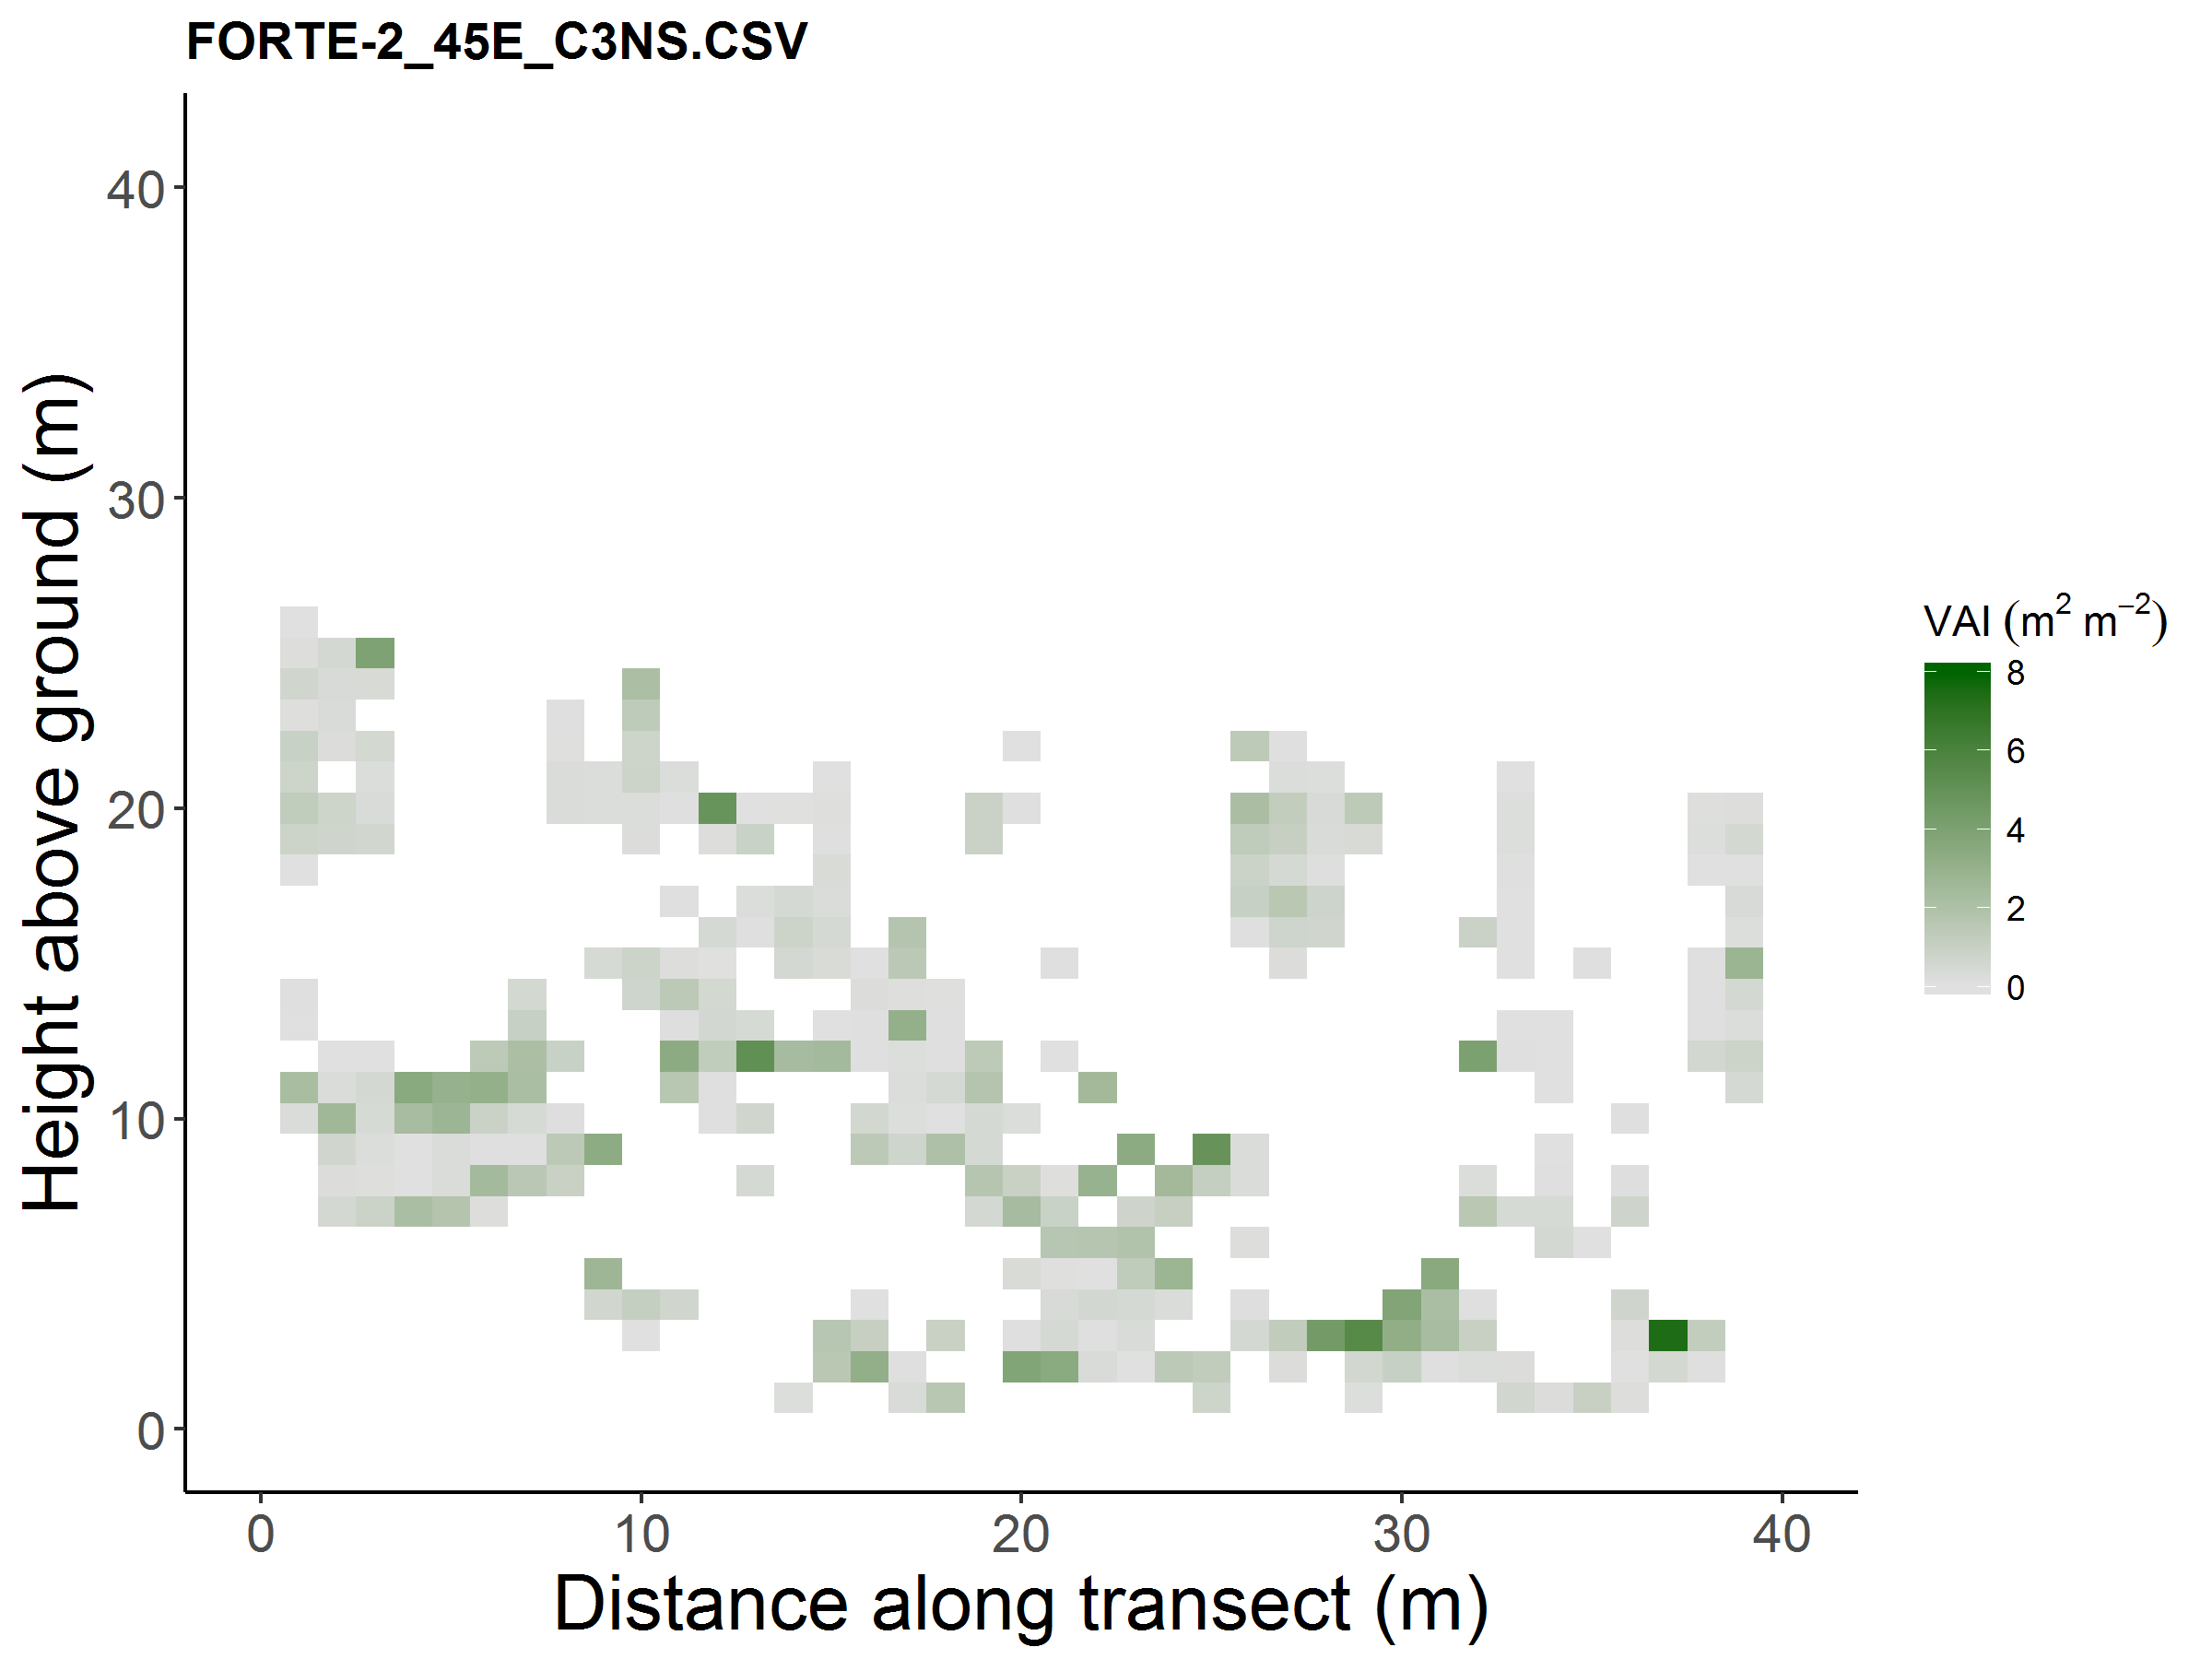 FORTE-2_45E_C3NS.CSV
Height above ground (m)
40
30
20
10
0
0 10 20 30 40
Distance along transect (m)
VAI (m² m⁻²)
8
6
4
2
0